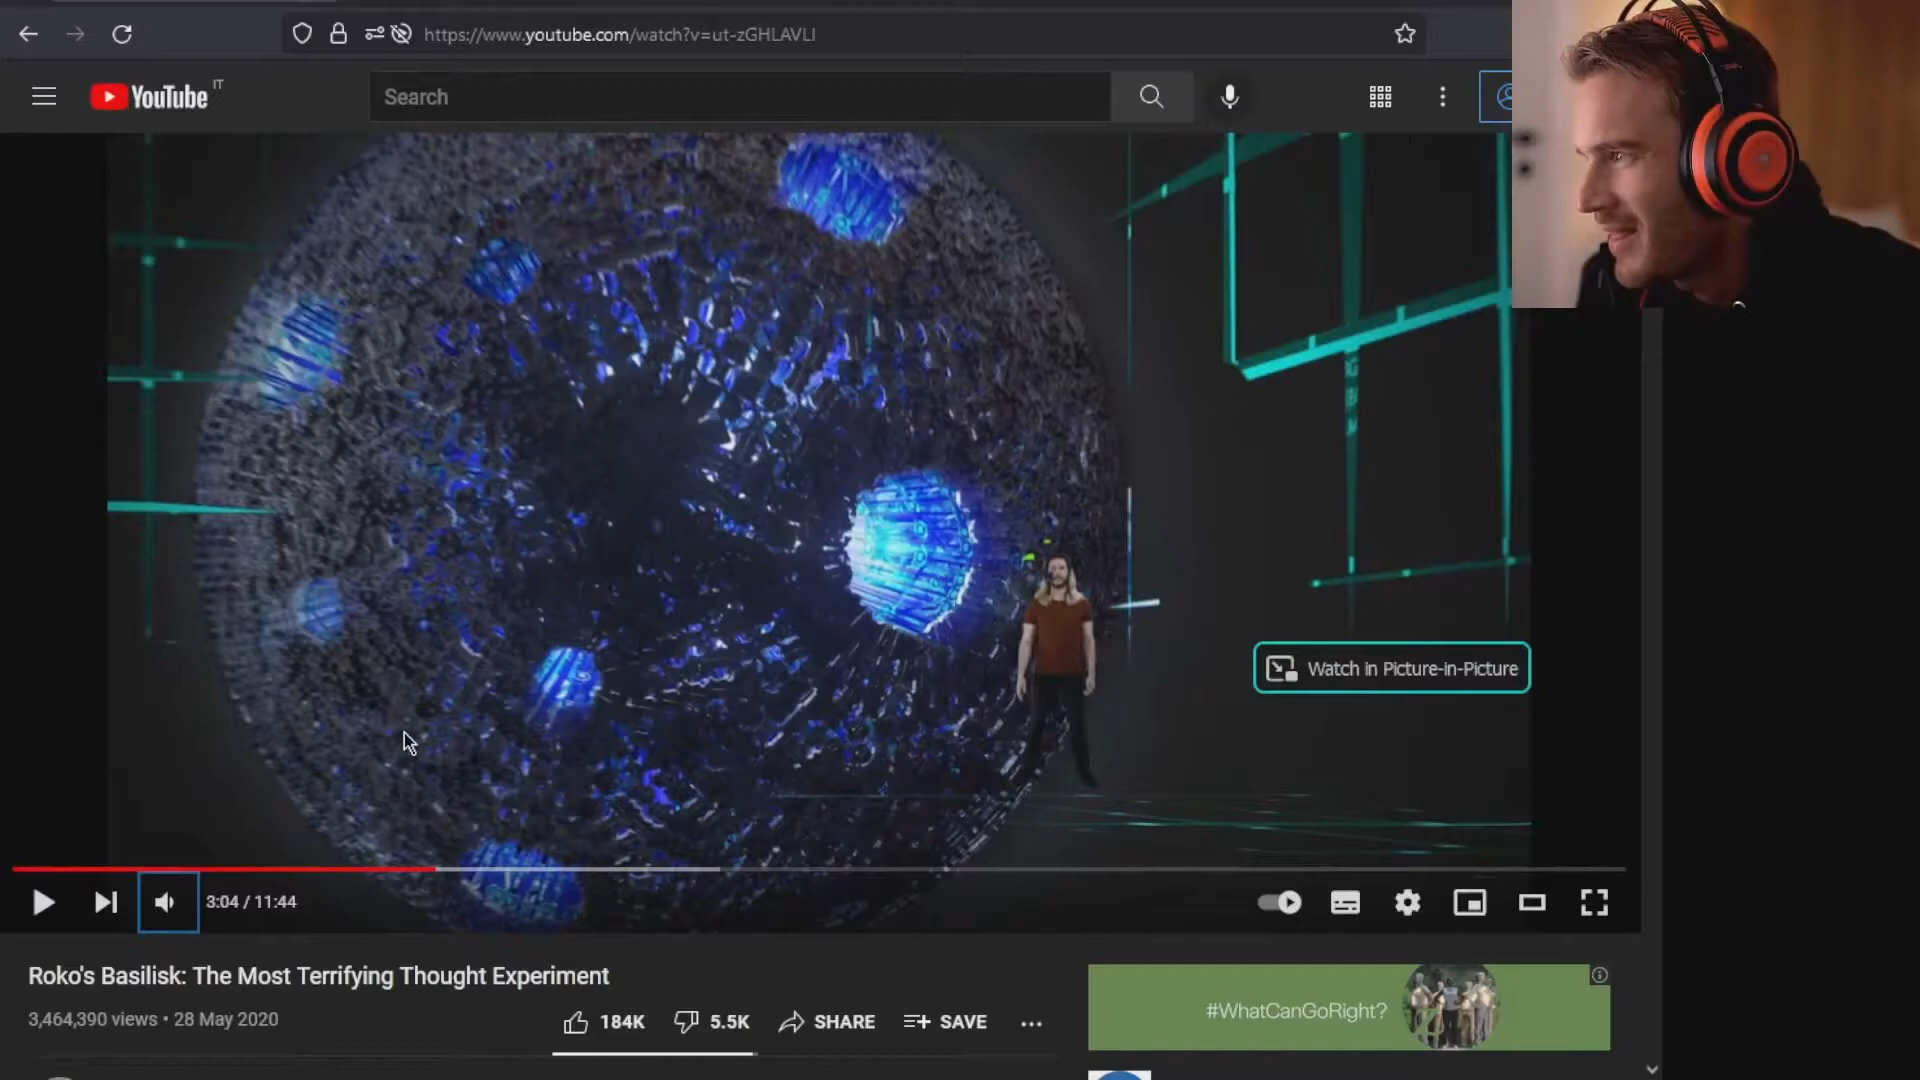 https://www.youtube.com/watch?v=ut-zGHLAVLI
YouTube IT
Search
Watch in Picture-in-Picture
3:04 / 11:44
Roko's Basilisk: The Most Terrifying Thought Experiment
3,464,390 views • 28 May 2020
184K
5.5K
SHARE
SAVE
#WhatCanGoRight?